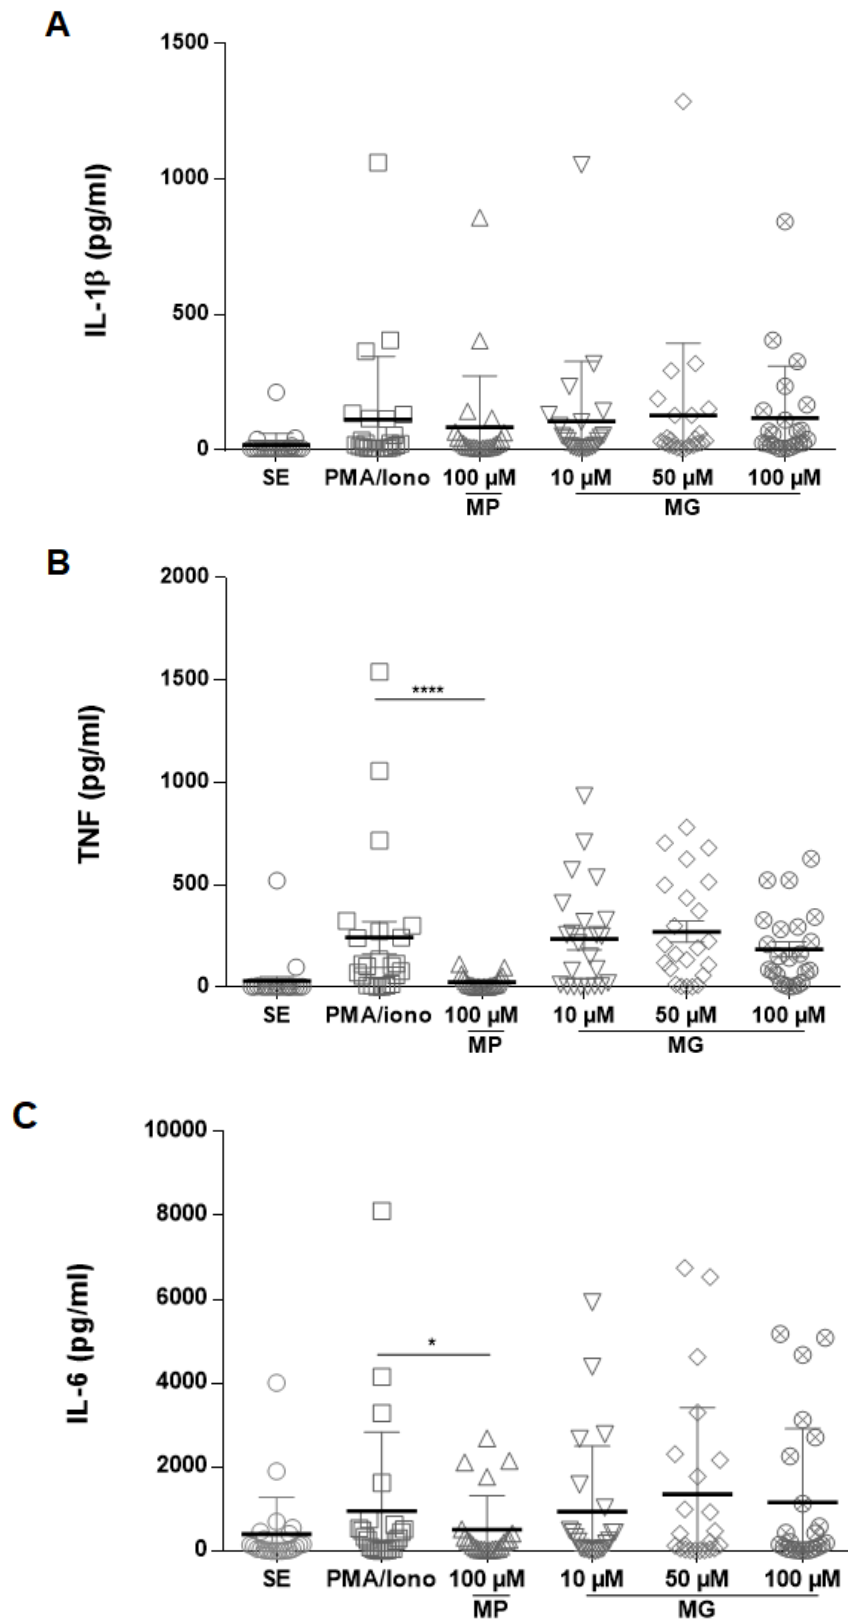 A
1500
1000
500
0
IL-1β (pg/ml)
SE PMA/Iono 100 µM 10 µM 50 µM 100 µM
MP MG
B
2000
1500
1000
500
0
TNF (pg/ml)
****
SE PMA/iono 100 µM 10 µM 50 µM 100 µM
MP MG
C
10000
8000
6000
4000
2000
0
IL-6 (pg/ml)
*
SE PMA/Iono 100 µM 10 µM 50 µM 100 µM
MP MG